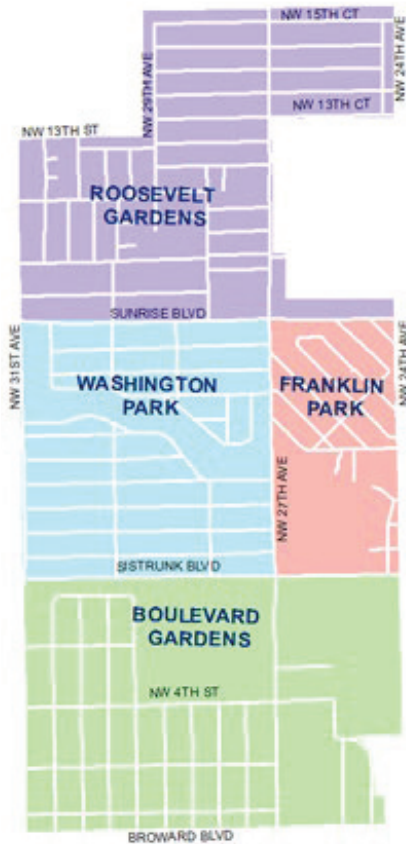 NW 15TH CT
NW 24TH AVE
NW 29TH AVE
NW 13TH CT
NW 13TH ST
ROOSEVELT
GARDENS
SUNRISE BLVD
NW 31ST AVE
WASHINGTON
PARK
FRANKLIN
PARK
NW 24TH AVE
NW 27TH AVE
SISTRUNK BLVD
BOULEVARD
GARDENS
NW 4TH ST
BROWARD BLVD